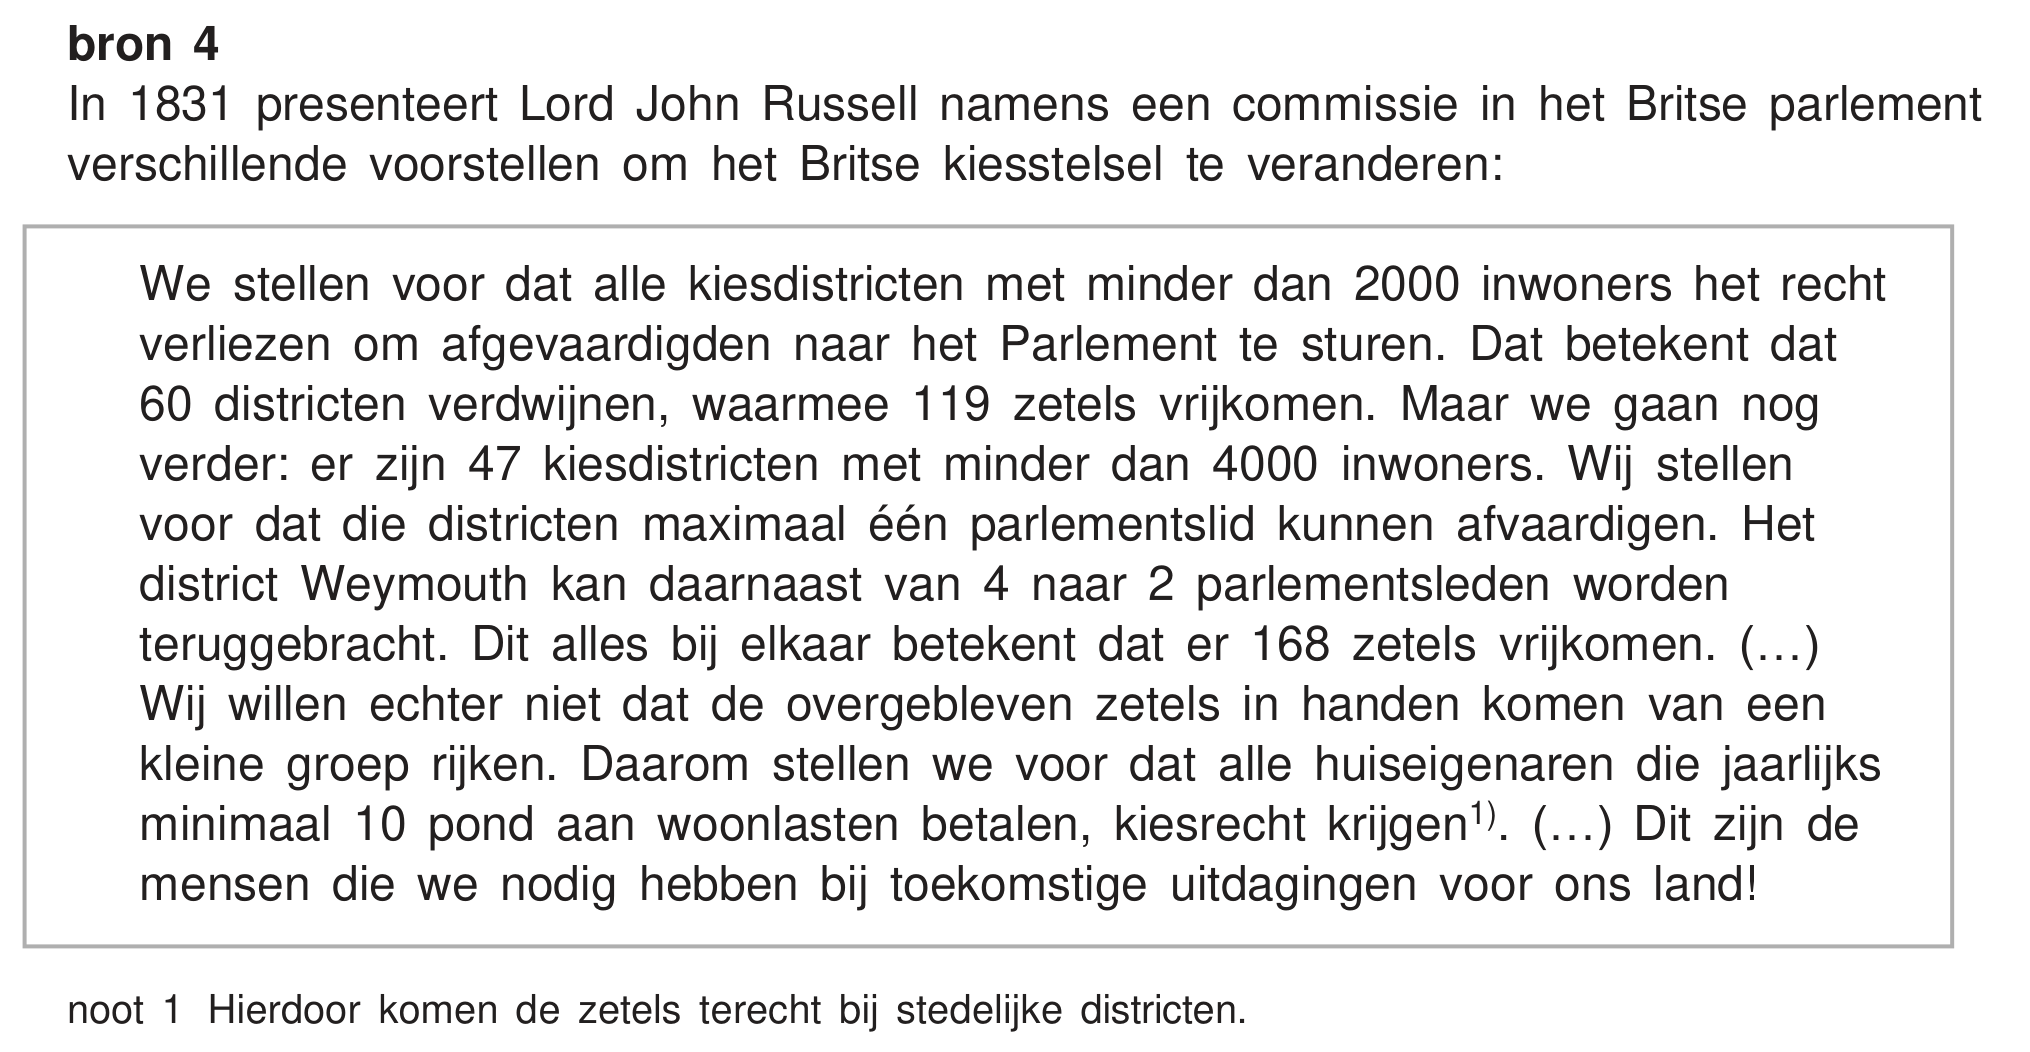 bron 4
In 1831 presenteert Lord John Russell namens een commissie in het Britse parlement
verschillende voorstellen om het Britse kiesstelsel te veranderen:
We stellen voor dat alle kiesdistricten met minder dan 2000 inwoners het recht
verliezen om afgevaardigden naar het Parlement te sturen. Dat betekent dat
60 districten verdwijnen, waarmee 119 zetels vrijkomen. Maar we gaan nog
verder: er zijn 47 kiesdistricten met minder dan 4000 inwoners. Wij stellen
voor dat die districten maximaal één parlementslid kunnen afvaardigen. Het
district Weymouth kan daarnaast van 4 naar 2 parlementsleden worden
teruggebracht. Dit alles bij elkaar betekent dat er 168 zetels vrijkomen. (…)
Wij willen echter niet dat de overgebleven zetels in handen komen van een
kleine groep rijken. Daarom stellen we voor dat alle huiseigenaren die jaarlijks
minimaal 10 pond aan woonlasten betalen, kiesrecht krijgen1). (…) Dit zijn de
mensen die we nodig hebben bij toekomstige uitdagingen voor ons land!
noot 1 Hierdoor komen de zetels terecht bij stedelijke districten.